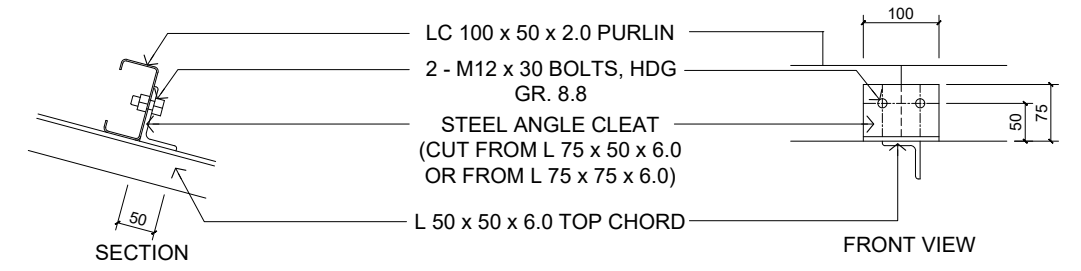 100
LC 100 x 50 x 2.0 PURLIN
2 - M12 x 30 BOLTS, HDG
GR. 8.8
STEEL ANGLE CLEAT
(CUT FROM L 75 x 50 x 6.0
OR FROM L 75 x 75 x 6.0)
50
75
L 50 x 50 x 6.0 TOP CHORD
50
SECTION
FRONT VIEW